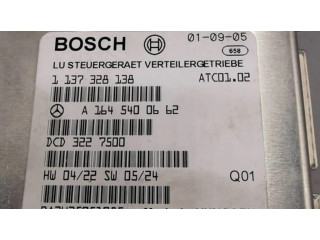 BOSCH 01-09-05
658
LU STEUERGERAET VERTEILERGETRIEBE
1 137 328 138 ATC01.02
A 164 540 06 62
DCD 322 7500
HW 04/22 SW 05/24 Q01